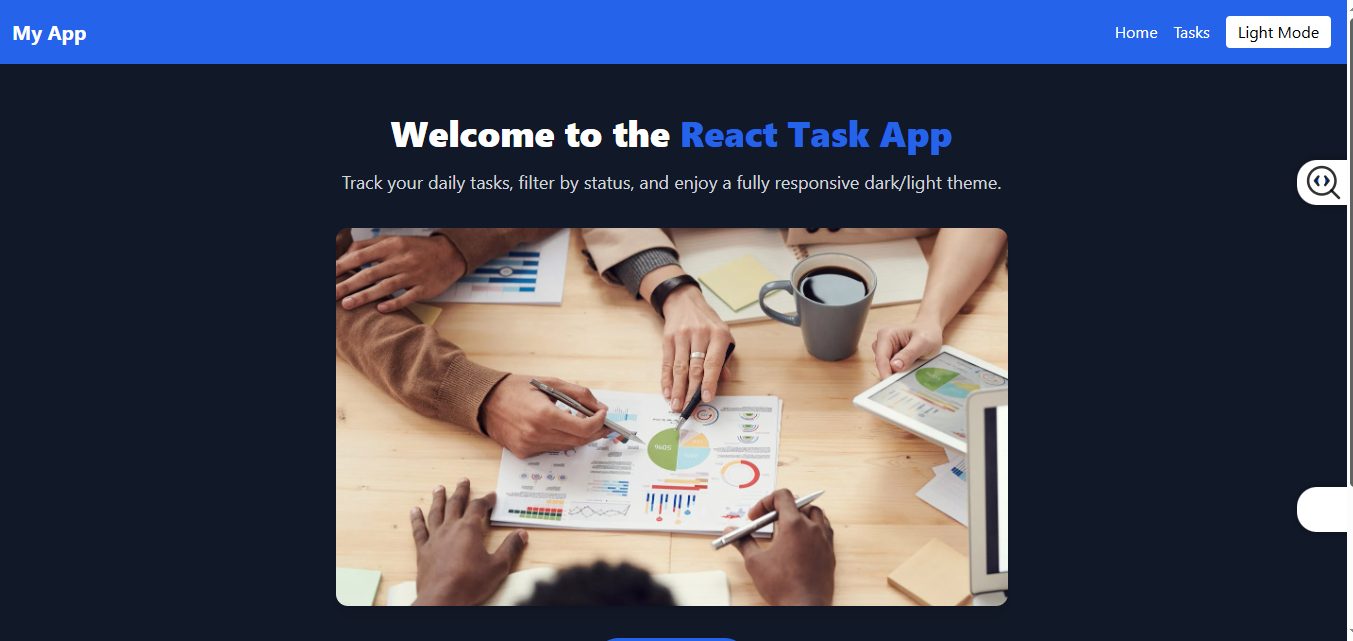 My App
Home Tasks Light Mode
Welcome to the React Task App
Track your daily tasks, filter by status, and enjoy a fully responsive dark/light theme.
50%